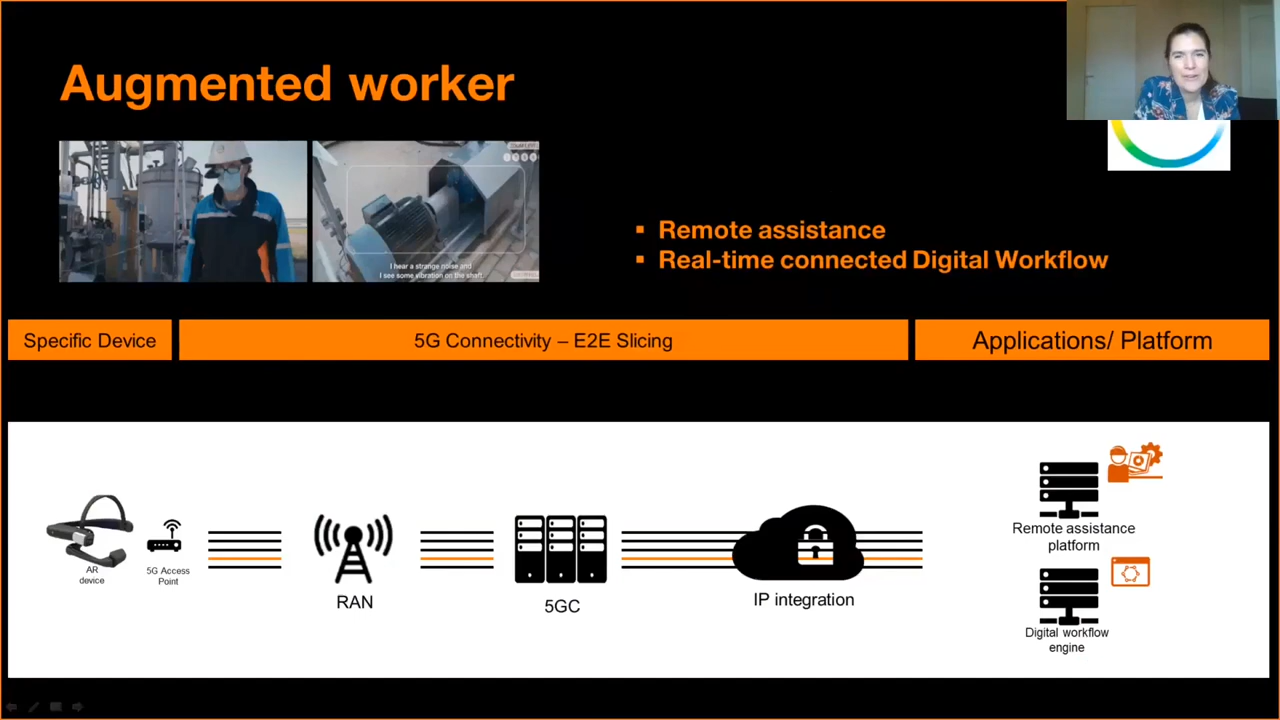 Augmented worker
I hear a strange noise and
I see some vibration on the shaft.
▪ Remote assistance
▪ Real-time connected Digital Workflow
Specific Device
5G Connectivity – E2E Slicing
Applications/ Platform
AR
device
5G Access
Point
RAN
5GC
IP integration
Remote assistance
platform
Digital workflow
engine